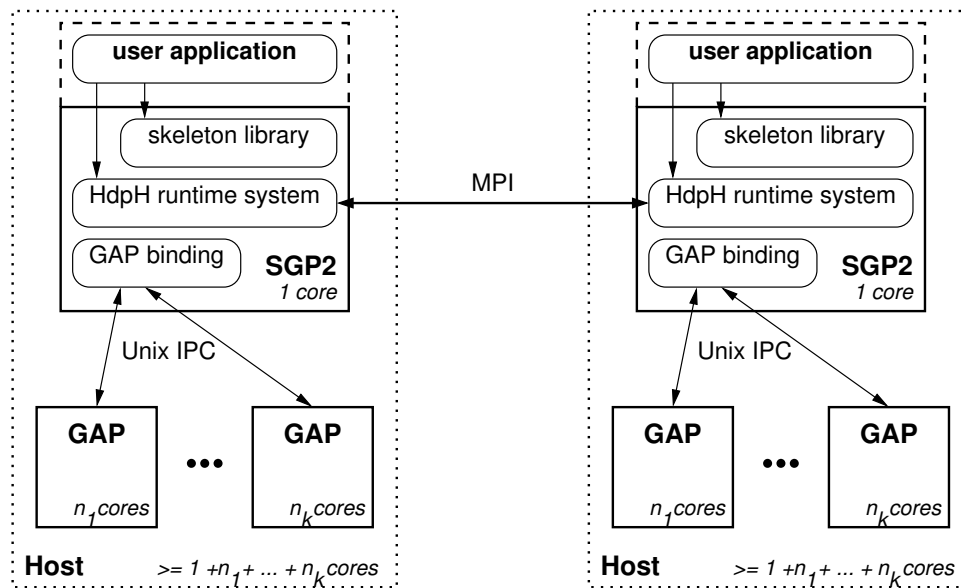 user application
skeleton library
HdpH runtime system
GAP binding
SGP2
1 core
Unix IPC
GAP
n1cores
...
GAP
nkcores
Host
>= 1 +n1+ ... + nkcores
MPI
user application
skeleton library
HdpH runtime system
GAP binding
SGP2
1 core
Unix IPC
GAP
n1cores
...
GAP
nkcores
Host
>= 1 +n1+ ... + nkcores